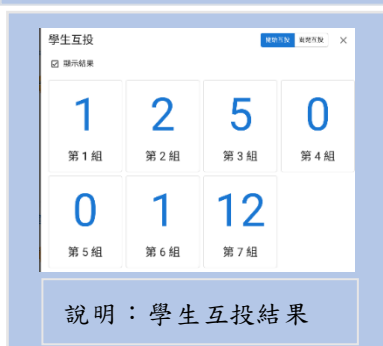 學生互投
顯示結果
1 2 5 0
第 1 組 第 2 組 第 3 組 第 4 組
0 1 12
第 5 組 第 6 組 第 7 組
說明：學生互投結果